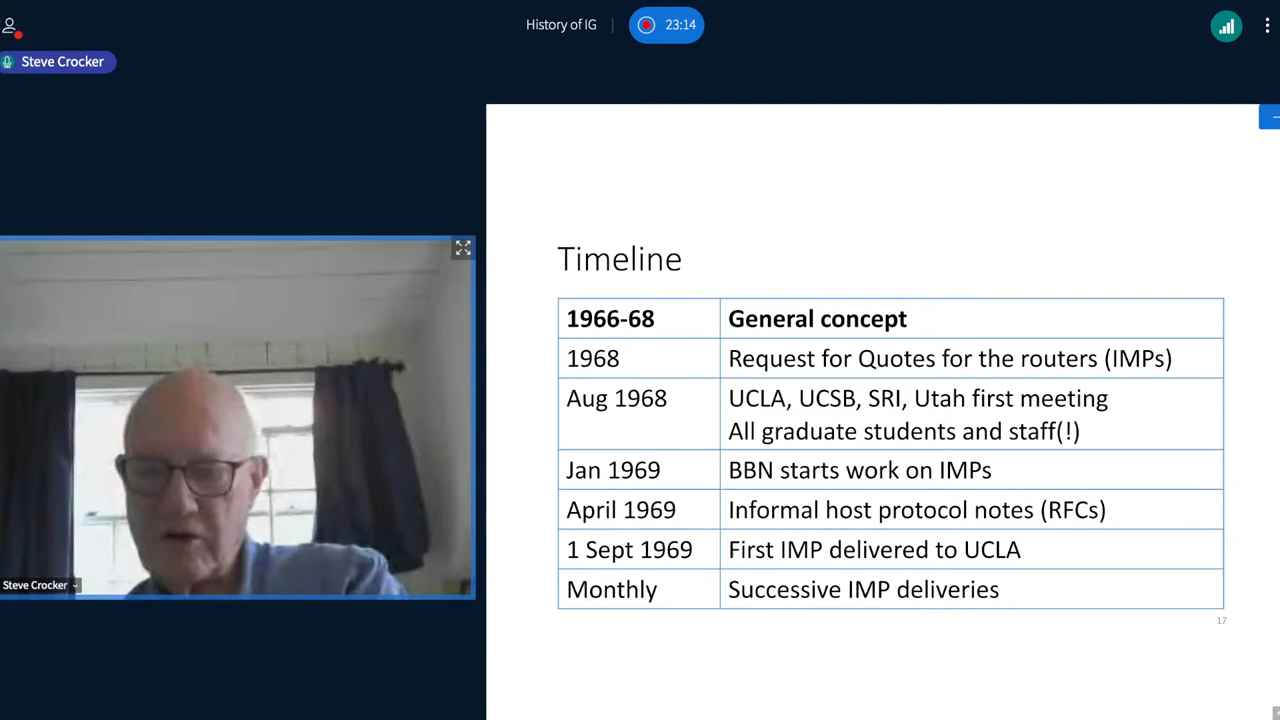 History of IG
23:14
Steve Crocker
Timeline
1966-68 General concept
1968 Request for Quotes for the routers (IMPs)
Aug 1968 UCLA, UCSB, SRI, Utah first meeting
All graduate students and staff(!)
Jan 1969 BBN starts work on IMPs
April 1969 Informal host protocol notes (RFCs)
1 Sept 1969 First IMP delivered to UCLA
Monthly Successive IMP deliveries
Steve Crocker
17